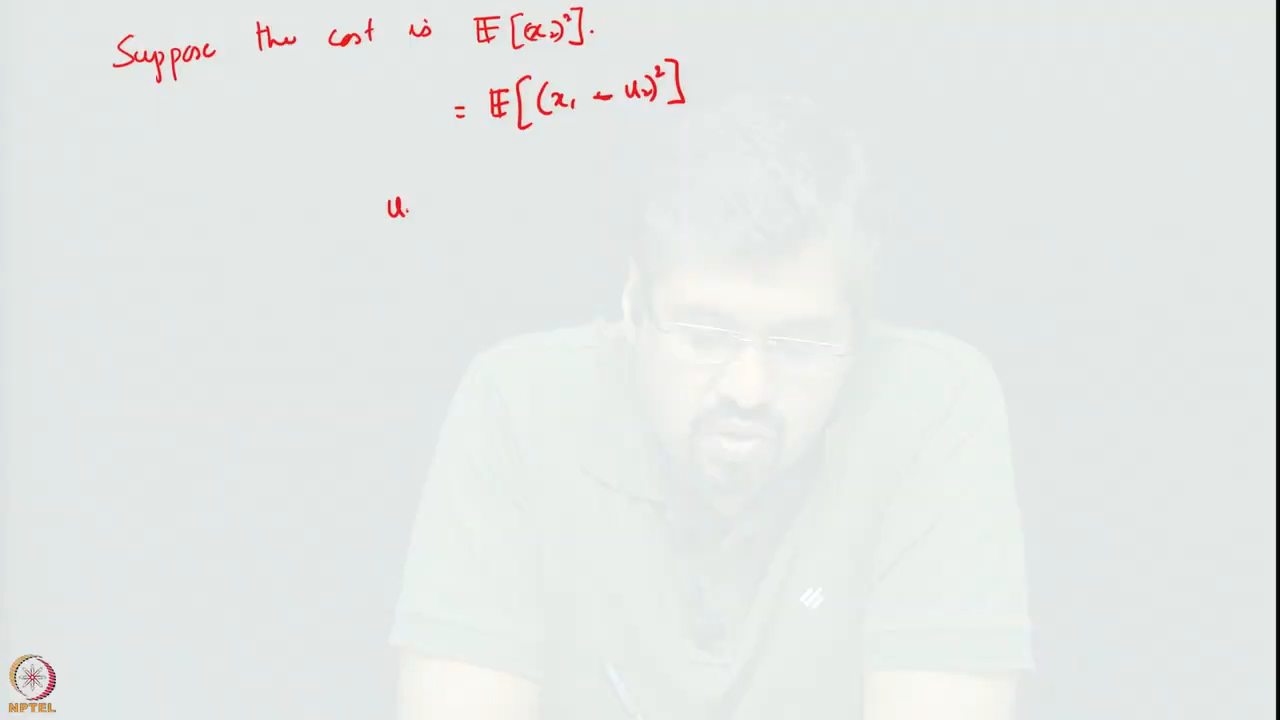 Suppose the cost is 𝔼[(x₂)²].
= 𝔼[(x₁ - u₂)²]
u.
NPTEL